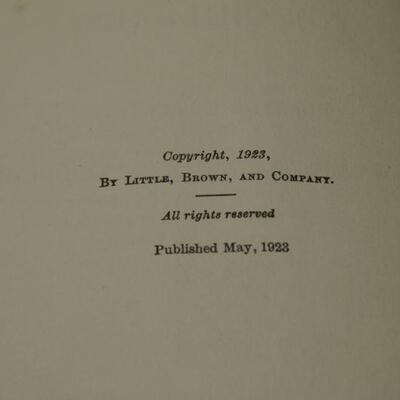 Copyright, 1923,
By Little, Brown, and Company.
All rights reserved
Published May, 1923